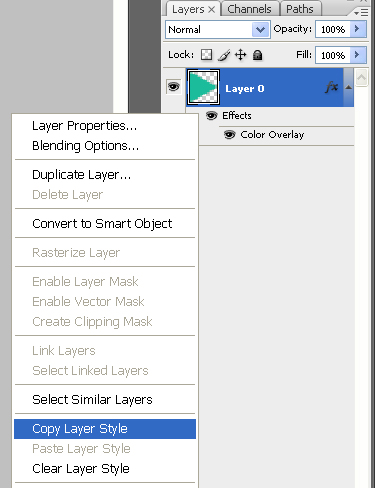 Layers × Channels Paths
Normal Opacity: 100%
Lock: Fill: 100%
Layer 0 fx
Effects
Color Overlay
Layer Properties...
Blending Options...
Duplicate Layer...
Delete Layer
Convert to Smart Object
Rasterize Layer
Enable Layer Mask
Enable Vector Mask
Create Clipping Mask
Link Layers
Select Linked Layers
Select Similar Layers
Copy Layer Style
Paste Layer Style
Clear Layer Style